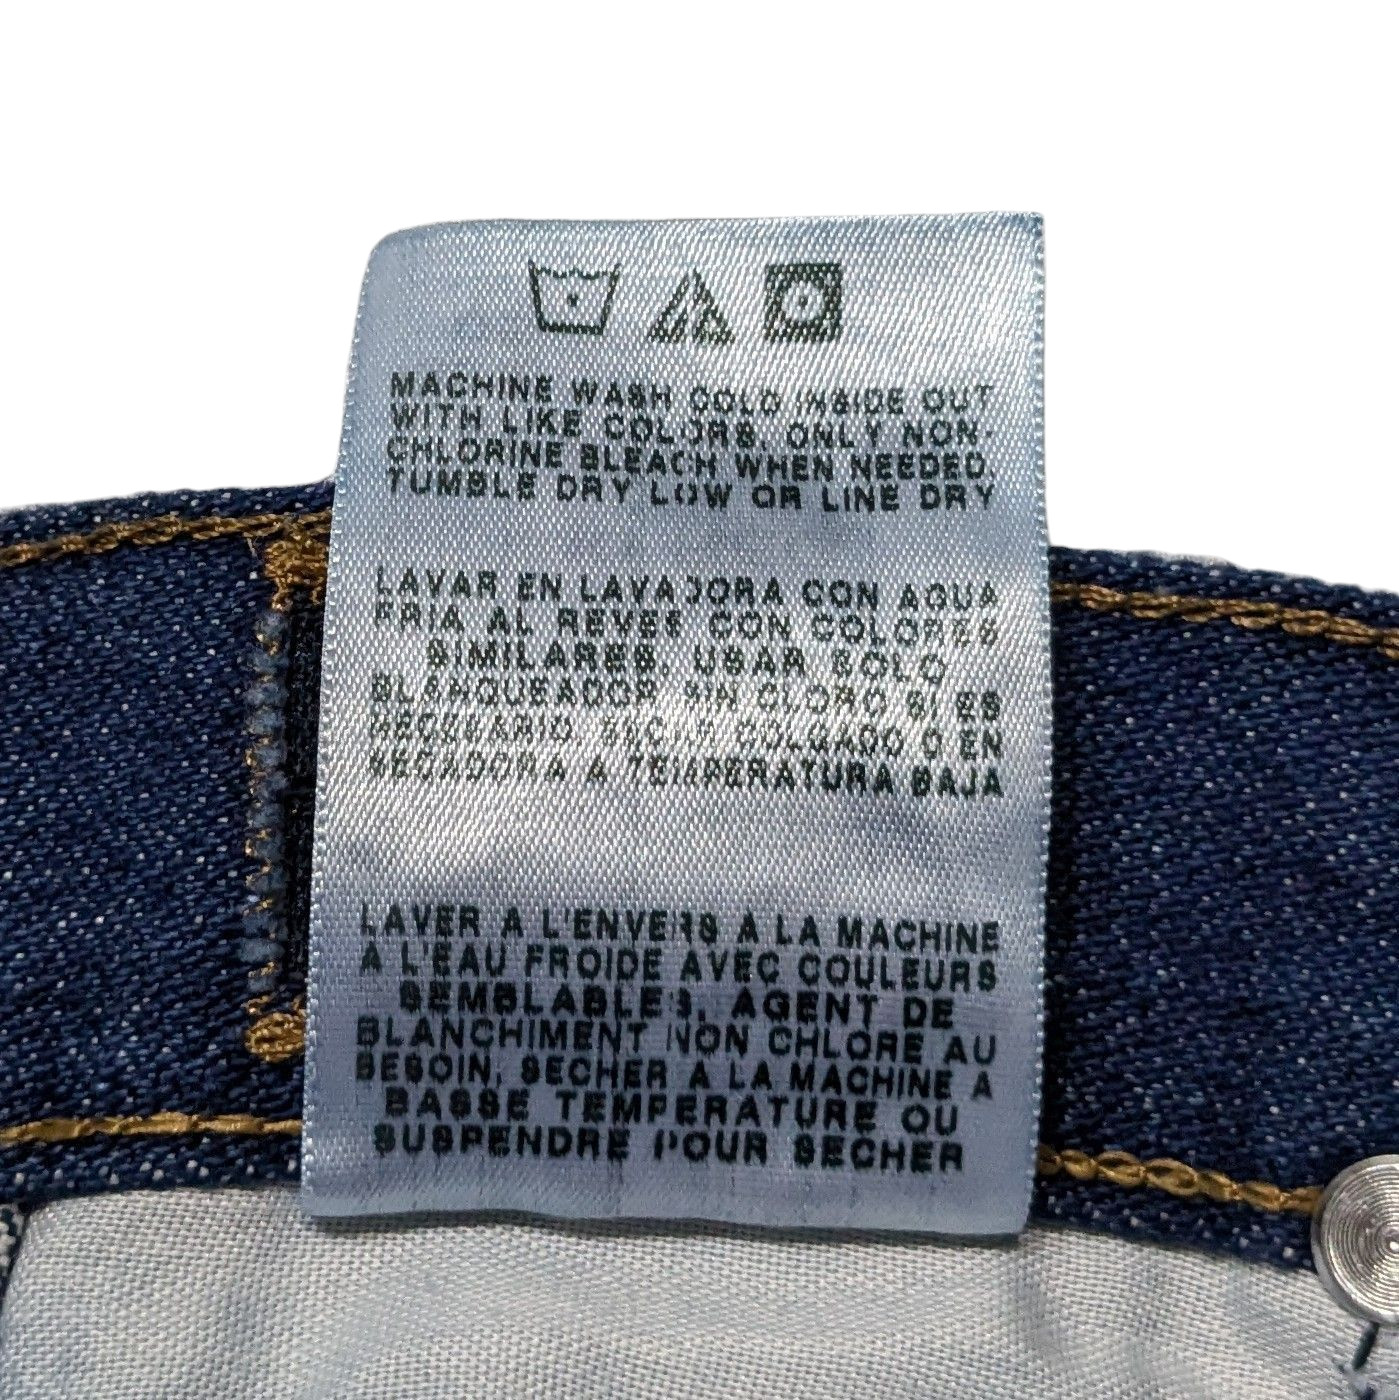 MACHINE WASH COLD INSIDE OUT
WITH LIKE COLORS, ONLY NON-
CHLORINE BLEACH WHEN NEEDED,
TUMBLE DRY LOW OR LINE DRY
LAVAR EN LAVADORA CON AGUA
FRIA AL REVES CON COLORES
SIMILARES. USAR SOLO
BLANQUEADOR SIN CLORO SI ES
NECESARIO. SECAR COLGADO O EN
SECADORA A TEMPERATURA BAJA
LAVER A L'ENVERS A LA MACHINE
A L'EAU FROIDE AVEC COULEURS
SEMBLABLES, AGENT DE
BLANCHIMENT NON CHLORE AU
BESOIN, SECHER A LA MACHINE A
BASSE TEMPERATURE OU
SUSPENDRE POUR SECHER